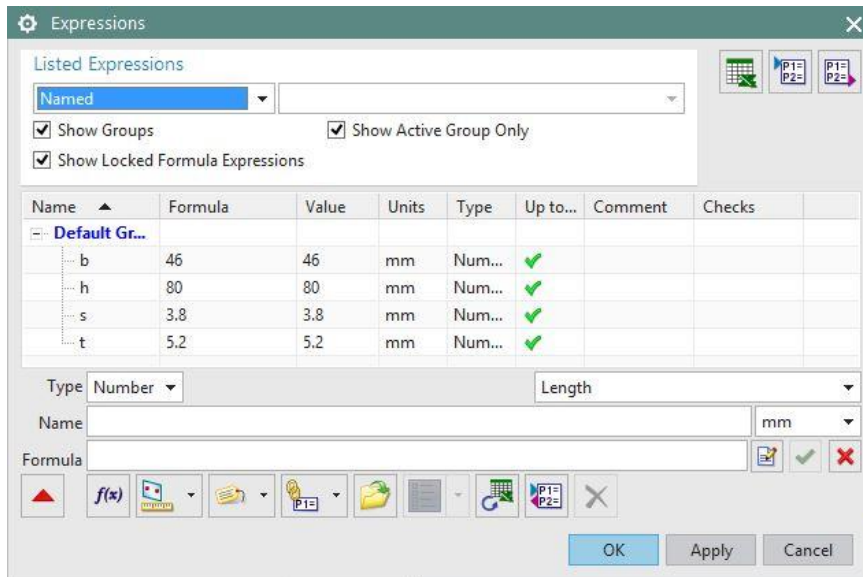 Expressions
Listed Expressions
P1= P2= P1= P2=
Named
Show Groups Show Active Group Only
Show Locked Formula Expressions
Name Formula Value Units Type Up to... Comment Checks
Default Gr...
b 46 46 mm Num...
h 80 80 mm Num...
s 3.8 3.8 mm Num...
t 5.2 5.2 mm Num...
Type Number Length
Name mm
Formula
f(x) P1= P1= P2=
OK Apply Cancel